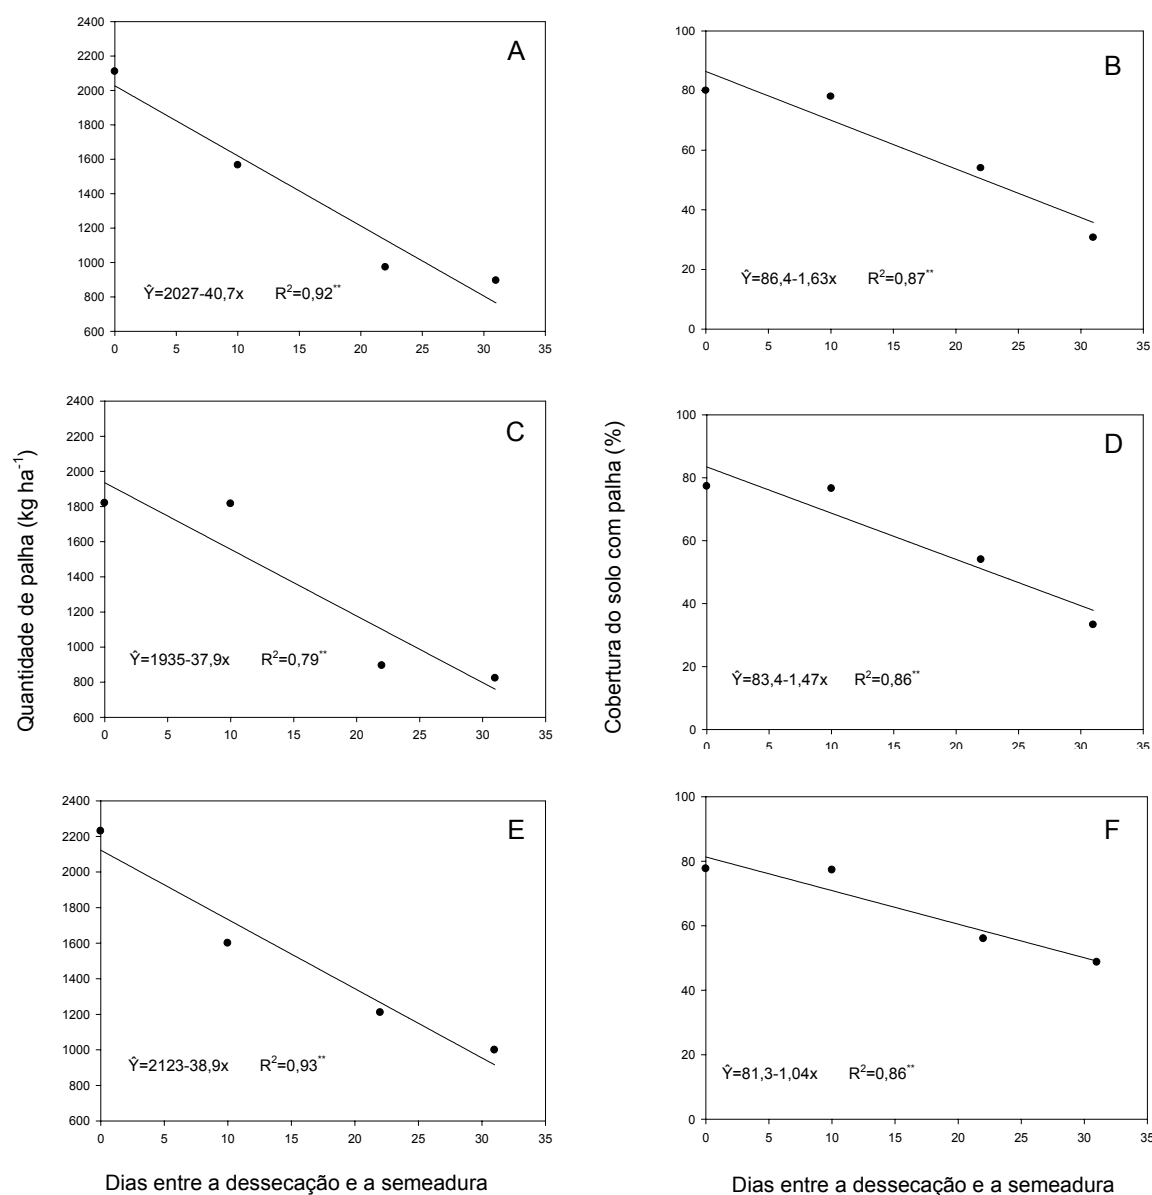 A
2400
2200
2000
1800
1600
1400
1200
1000
800
600
Ŷ=2027-40,7x R²=0,92**
0 5 10 15 20 25 30 35
B
100
80
60
40
20
0
Ŷ=86,4-1,63x R²=0,87**
0 5 10 15 20 25 30 35
Quantidade de palha (kg ha⁻¹)
C
2400
2200
2000
1800
1600
1400
1200
1000
800
600
Ŷ=1935-37,9x R²=0,79**
0 5 10 15 20 25 30 35
Cobertura do solo com palha (%)
D
100
80
60
40
20
0
Ŷ=83,4-1,47x R²=0,86**
0 5 10 15 20 25 30 35
E
2400
2200
2000
1800
1600
1400
1200
1000
800
600
Ŷ=2123-38,9x R²=0,93**
0 5 10 15 20 25 30 35
Dias entre a dessecação e a semeadura
F
100
80
60
40
20
0
Ŷ=81,3-1,04x R²=0,86**
0 5 10 15 20 25 30 35
Dias entre a dessecação e a semeadura